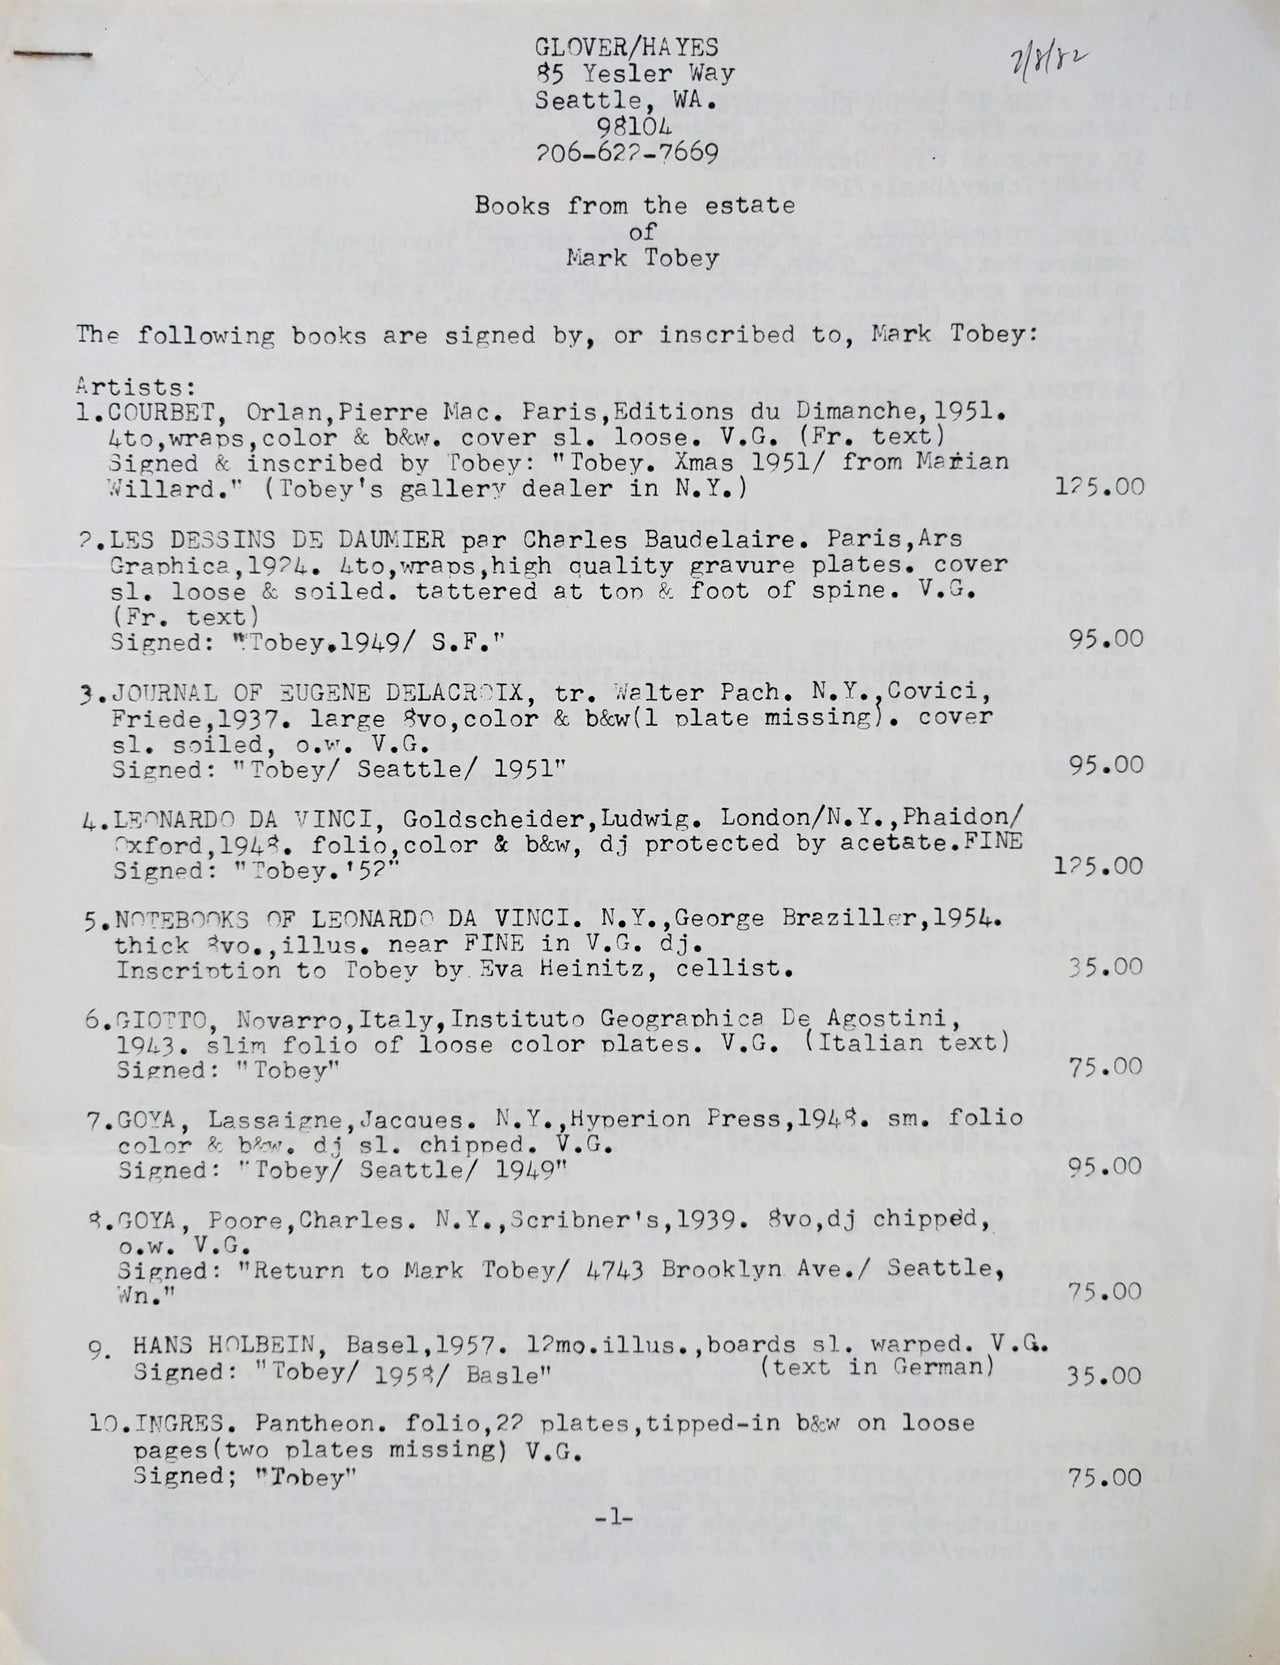 GLOVER/HAYES
2/8/82
85 Yesler Way
Seattle, WA.
98104
206-622-7669
Books from the estate
of
Mark Tobey
The following books are signed by, or inscribed to, Mark Tobey:
Artists:
1.COURBET, Orlan,Pierre Mac. Paris,Editions du Dimanche,1951.
4to,wraps,color & b&w. cover sl. loose. V.G. (Fr. text)
Signed & inscribed by Tobey: "Tobey. Xmas 1951/ from Marian
Willard." (Tobey's gallery dealer in N.Y.) 125.00
2.LES DESSINS DE DAUMIER par Charles Baudelaire. Paris,Ars
Graphica,1924. 4to,wraps,high quality gravure plates. cover
sl. loose & soiled. tattered at top & foot of spine. V.G.
(Fr. text)
Signed: "Tobey.1949/ S.F." 95.00
3.JOURNAL OF EUGENE DELACROIX, tr. Walter Pach. N.Y.,Covici,
Friede,1937. large 8vo,color & b&w(1 plate missing). cover
sl. soiled, o.w. V.G.
Signed: "Tobey/ Seattle/ 1951" 95.00
4.LEONARDO DA VINCI, Goldscheider,Ludwig. London/N.Y.,Phaidon/
Oxford,1948. folio,color & b&w, dj protected by acetate.FINE
Signed: "Tobey.'52" 125.00
5.NOTEBOOKS OF LEONARDO DA VINCI. N.Y.,George Braziller,1954.
thick 8vo.,illus. near FINE in V.G. dj.
Inscription to Tobey by Eva Heinitz, cellist. 35.00
6.GIOTTO, Novarro,Italy,Instituto Geographica De Agostini,
1943. slim folio of loose color plates. V.G. (Italian text)
Signed: "Tobey" 75.00
7.GOYA, Lassaigne,Jacques. N.Y.,Hyperion Press,1948. sm. folio
color & b&w. dj sl. chipped. V.G.
Signed: "Tobey/ Seattle/ 1949" 95.00
8.GOYA, Poore,Charles. N.Y.,Scribner's,1939. 8vo,dj chipped,
o.w. V.G.
Signed: "Return to Mark Tobey/ 4743 Brooklyn Ave./ Seattle,
Wn." 75.00
9. HANS HOLBEIN, Basel,1957. 12mo.illus.,boards sl. warped. V.G.
Signed: "Tobey/ 1958/ Basle" (text in German) 35.00
10.INGRES. Pantheon. folio,22 plates,tipped-in b&w on loose
pages(two plates missing) V.G.
Signed; "Tobey" 75.00
-1-